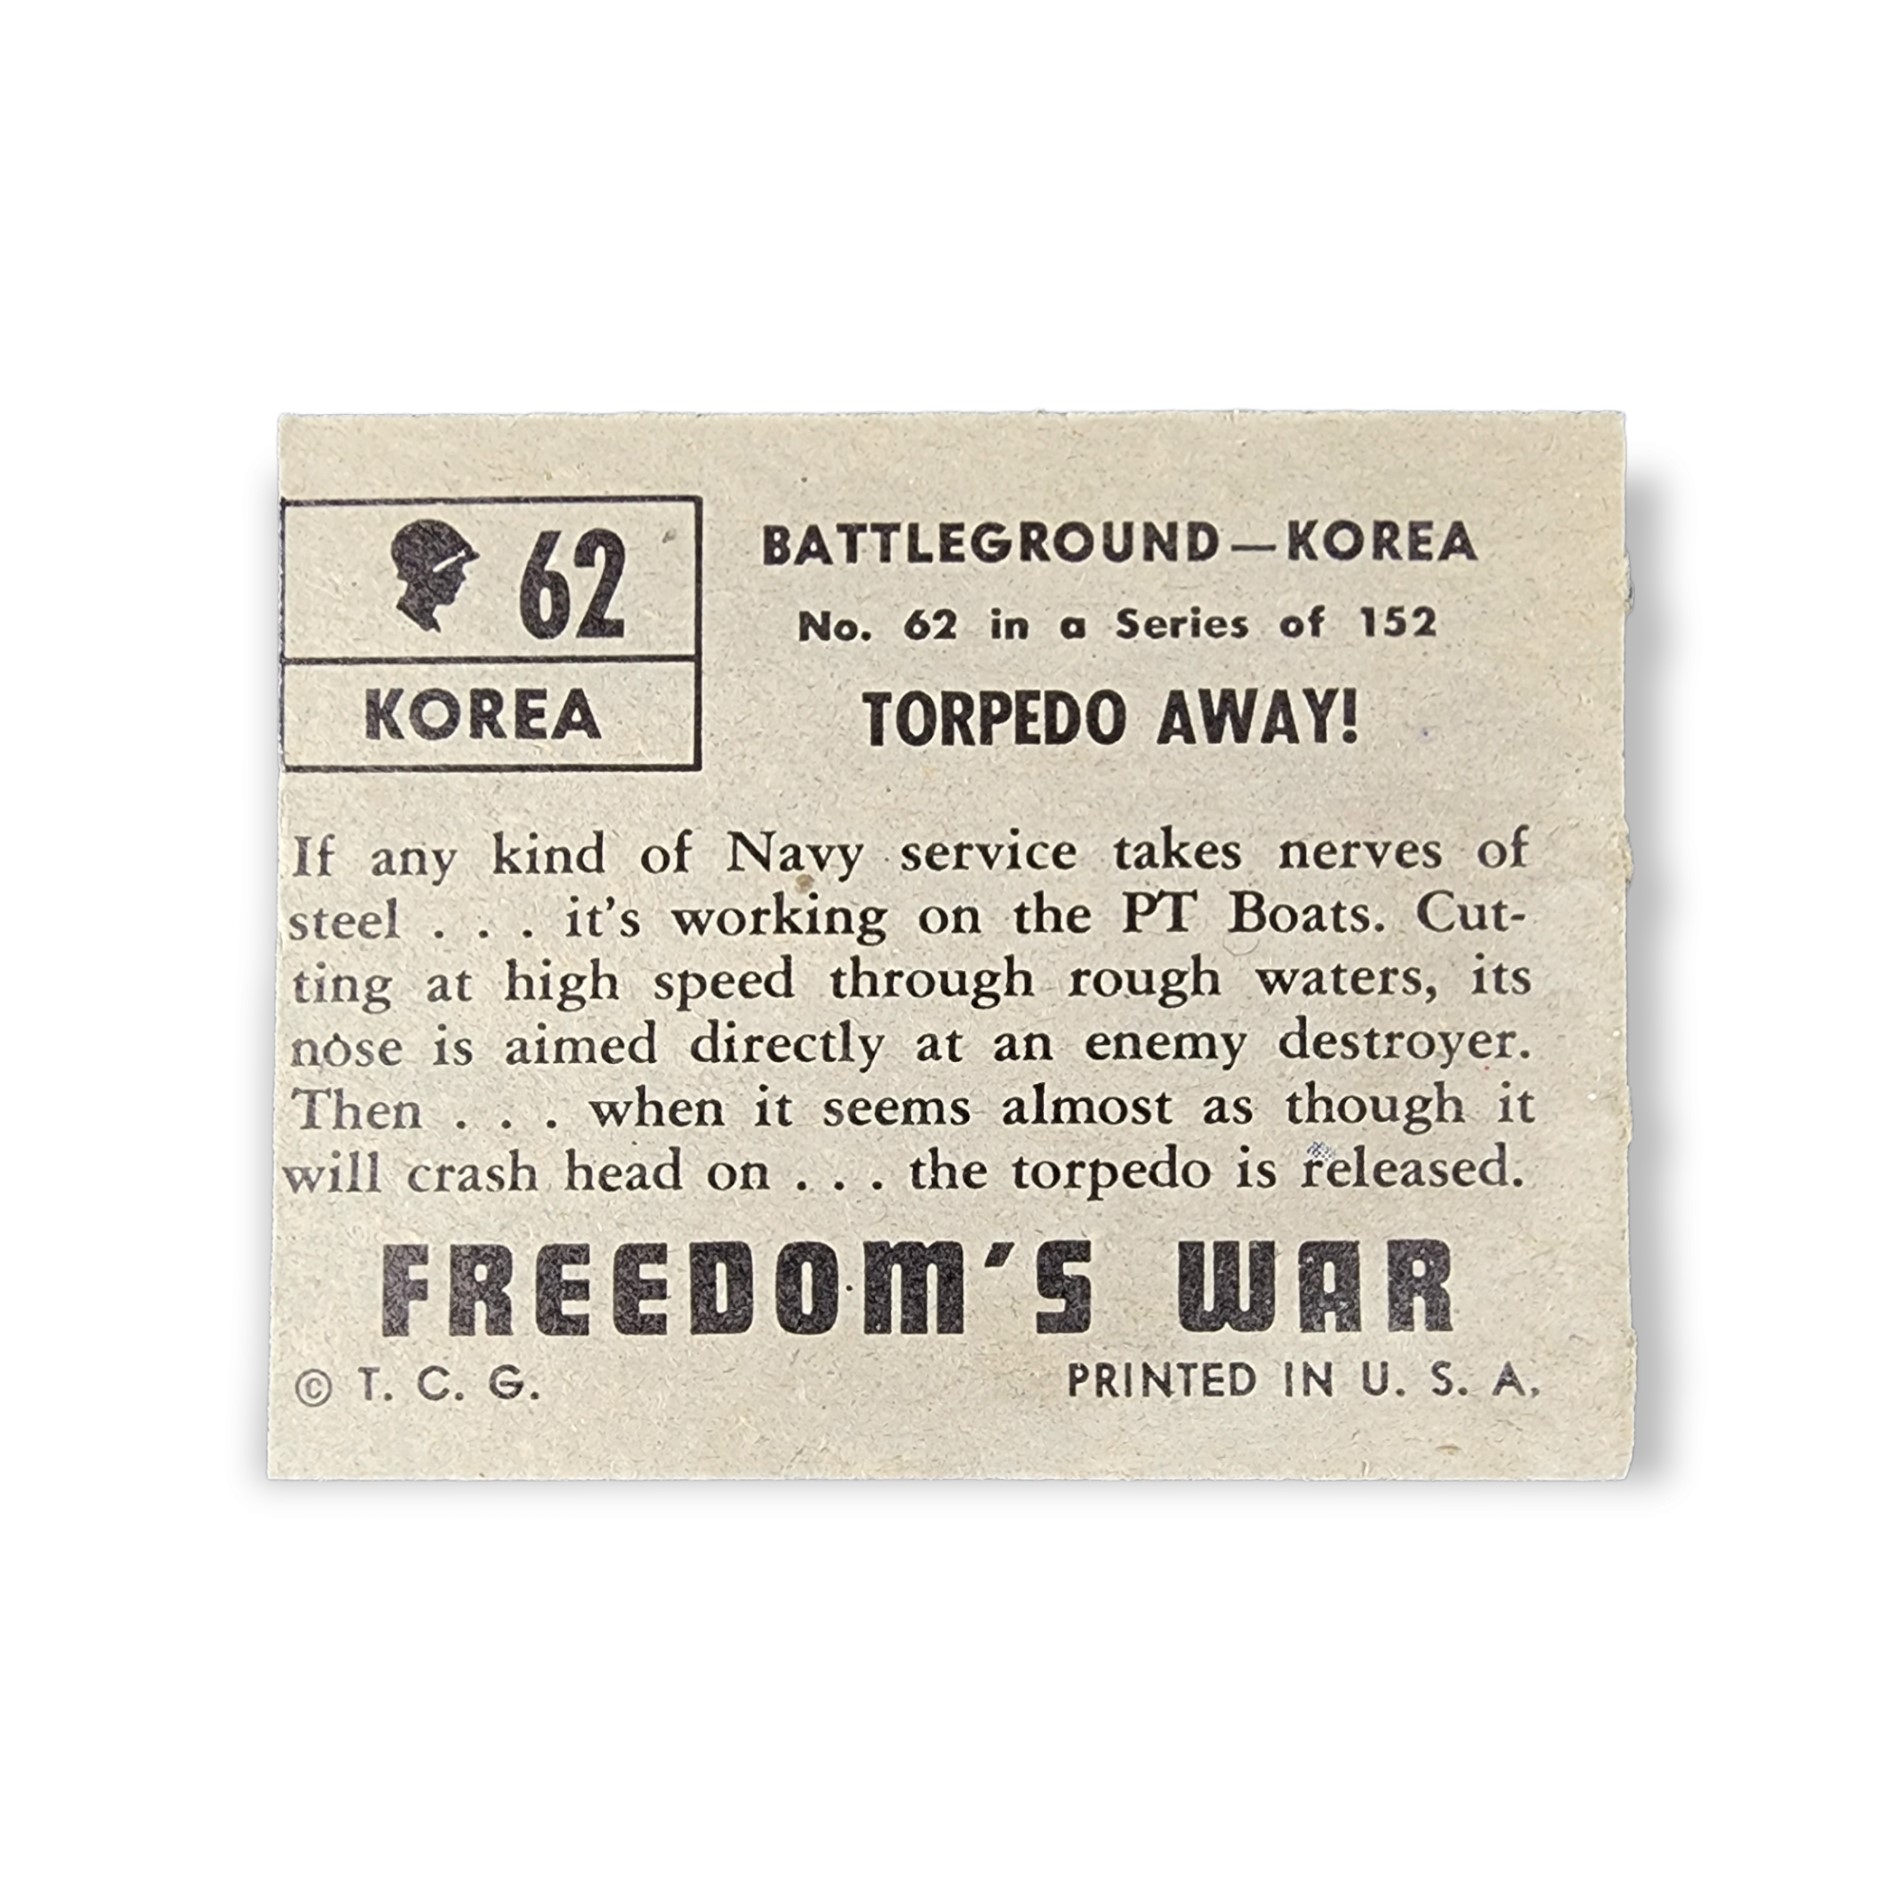 62
KOREA
BATTLEGROUND—KOREA
No. 62 in a Series of 152
TORPEDO AWAY!
If any kind of Navy service takes nerves of
steel . . . it's working on the PT Boats. Cut-
ting at high speed through rough waters, its
nose is aimed directly at an enemy destroyer.
Then . . . when it seems almost as though it
will crash head on . . . the torpedo is released.
FREEDOM'S WAR
© T. C. G.
PRINTED IN U. S. A.